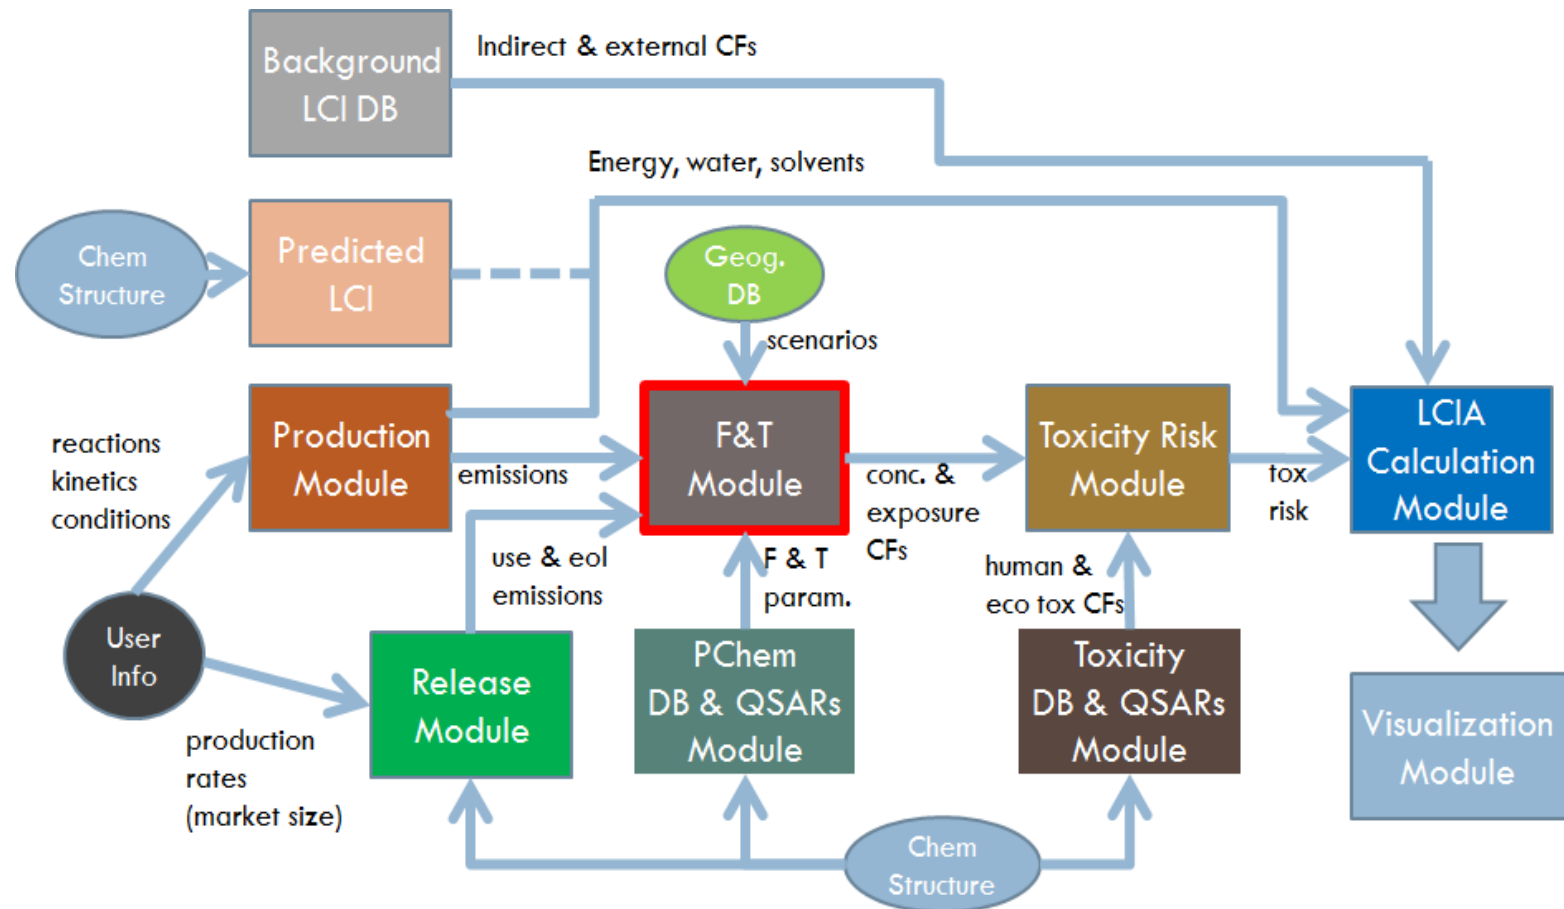 Background
LCI DB
Indirect & external CFs
Energy, water, solvents
Chem
Structure
Predicted
LCI
Geog.
DB
scenarios
reactions
kinetics
conditions
Production
Module
emissions
F&T
Module
conc. &
exposure
CFs
Toxicity Risk
Module
tox
risk
LCIA
Calculation
Module
use & eol
emissions
F & T
param.
human &
eco tox CFs
User
Info
production
rates
(market size)
Release
Module
PChem
DB & QSARs
Module
Toxicity
DB & QSARs
Module
Visualization
Module
Chem
Structure